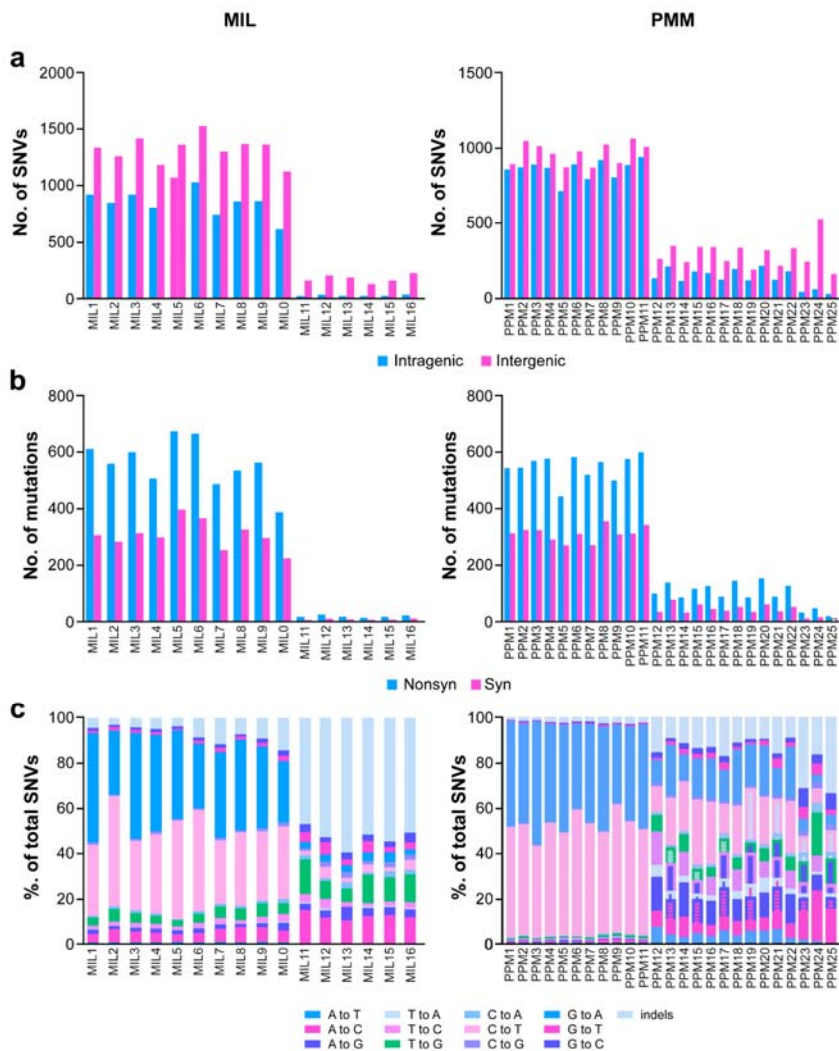 MIL
PMM
a
2000
1500
1000
500
0
No. of SNVs
MIL1 MIL2 MIL3 MIL4 MIL5 MIL6 MIL7 MIL8 MIL9 MIL0 MIL11 MIL12 MIL13 MIL14 MIL15 MIL16
1500
1000
500
0
No. of SNVs
PPM1 PPM2 PPM3 PPM4 PPM5 PPM6 PPM7 PPM8 PPM9 PPM10 PPM11 PPM12 PPM13 PPM14 PPM15 PPM16 PPM17 PPM18 PPM19 PPM20 PPM21 PPM22 PPM23 PPM24 PPM25
Intragenic Intergenic
b
800
600
400
200
0
No. of mutations
MIL1 MIL2 MIL3 MIL4 MIL5 MIL6 MIL7 MIL8 MIL9 MIL0 MIL11 MIL12 MIL13 MIL14 MIL15 MIL16
800
600
400
200
0
No. of mutations
PPM1 PPM2 PPM3 PPM4 PPM5 PPM6 PPM7 PPM8 PPM9 PPM10 PPM11 PPM12 PPM13 PPM14 PPM15 PPM16 PPM17 PPM18 PPM19 PPM20 PPM21 PPM22 PPM23 PPM24 PPM25
Nonsyn Syn
c
100
80
60
40
20
0
%. of total SNVs
MIL1 MIL2 MIL3 MIL4 MIL5 MIL6 MIL7 MIL8 MIL9 MIL0 MIL11 MIL12 MIL13 MIL14 MIL15 MIL16
100
80
60
40
20
0
%. of total SNVs
PPM1 PPM2 PPM3 PPM4 PPM5 PPM6 PPM7 PPM8 PPM9 PPM10 PPM11 PPM12 PPM13 PPM14 PPM15 PPM16 PPM17 PPM18 PPM19 PPM20 PPM21 PPM22 PPM23 PPM24 PPM25
A to T T to A C to A G to A indels
A to C T to C C to T G to T
A to G T to G C to G G to C